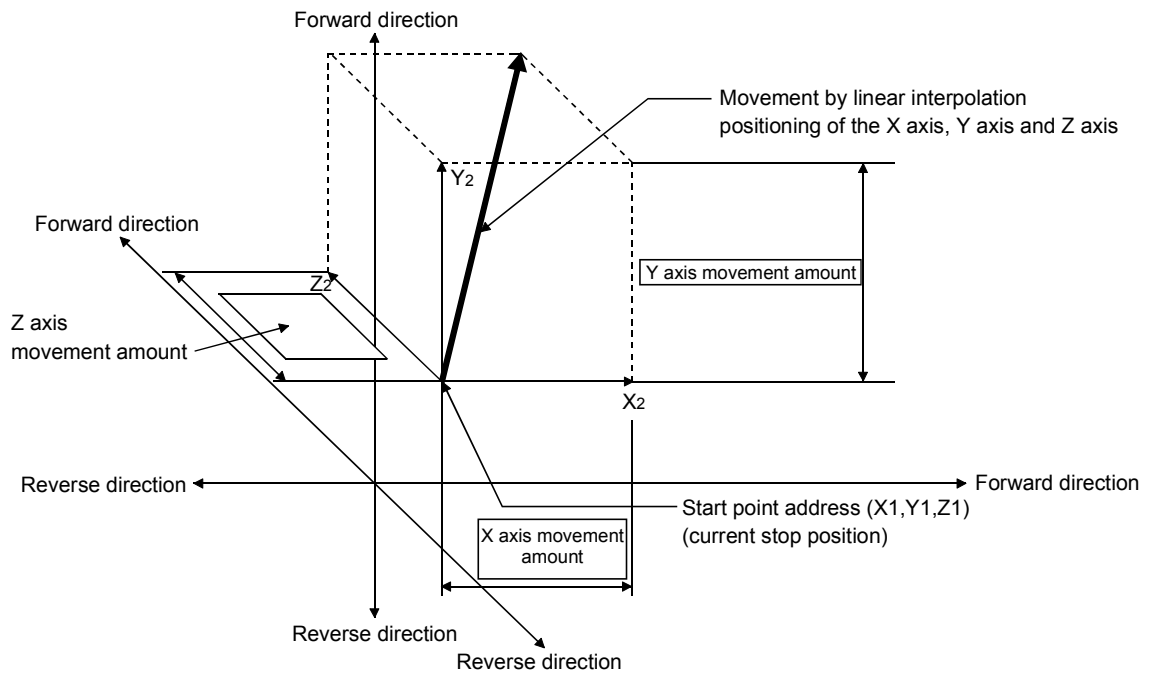 Forward direction
Movement by linear interpolation
positioning of the X axis, Y axis and Z axis
Y2
Forward direction
Y axis movement amount
Z2
Z axis
movement amount
X2
Reverse direction
Forward direction
Start point address (X1,Y1,Z1)
(current stop position)
X axis movement
amount
Reverse direction
Reverse direction